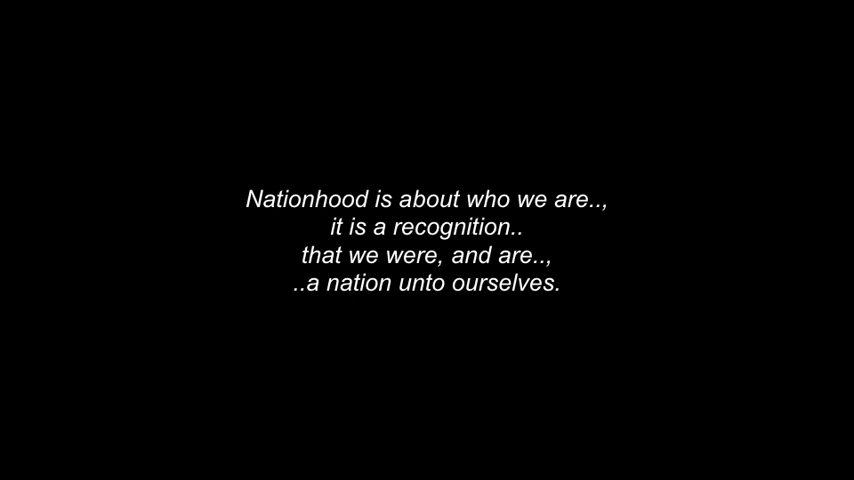 Nationhood is about who we are..,
it is a recognition..
that we were, and are..,
..a nation unto ourselves.